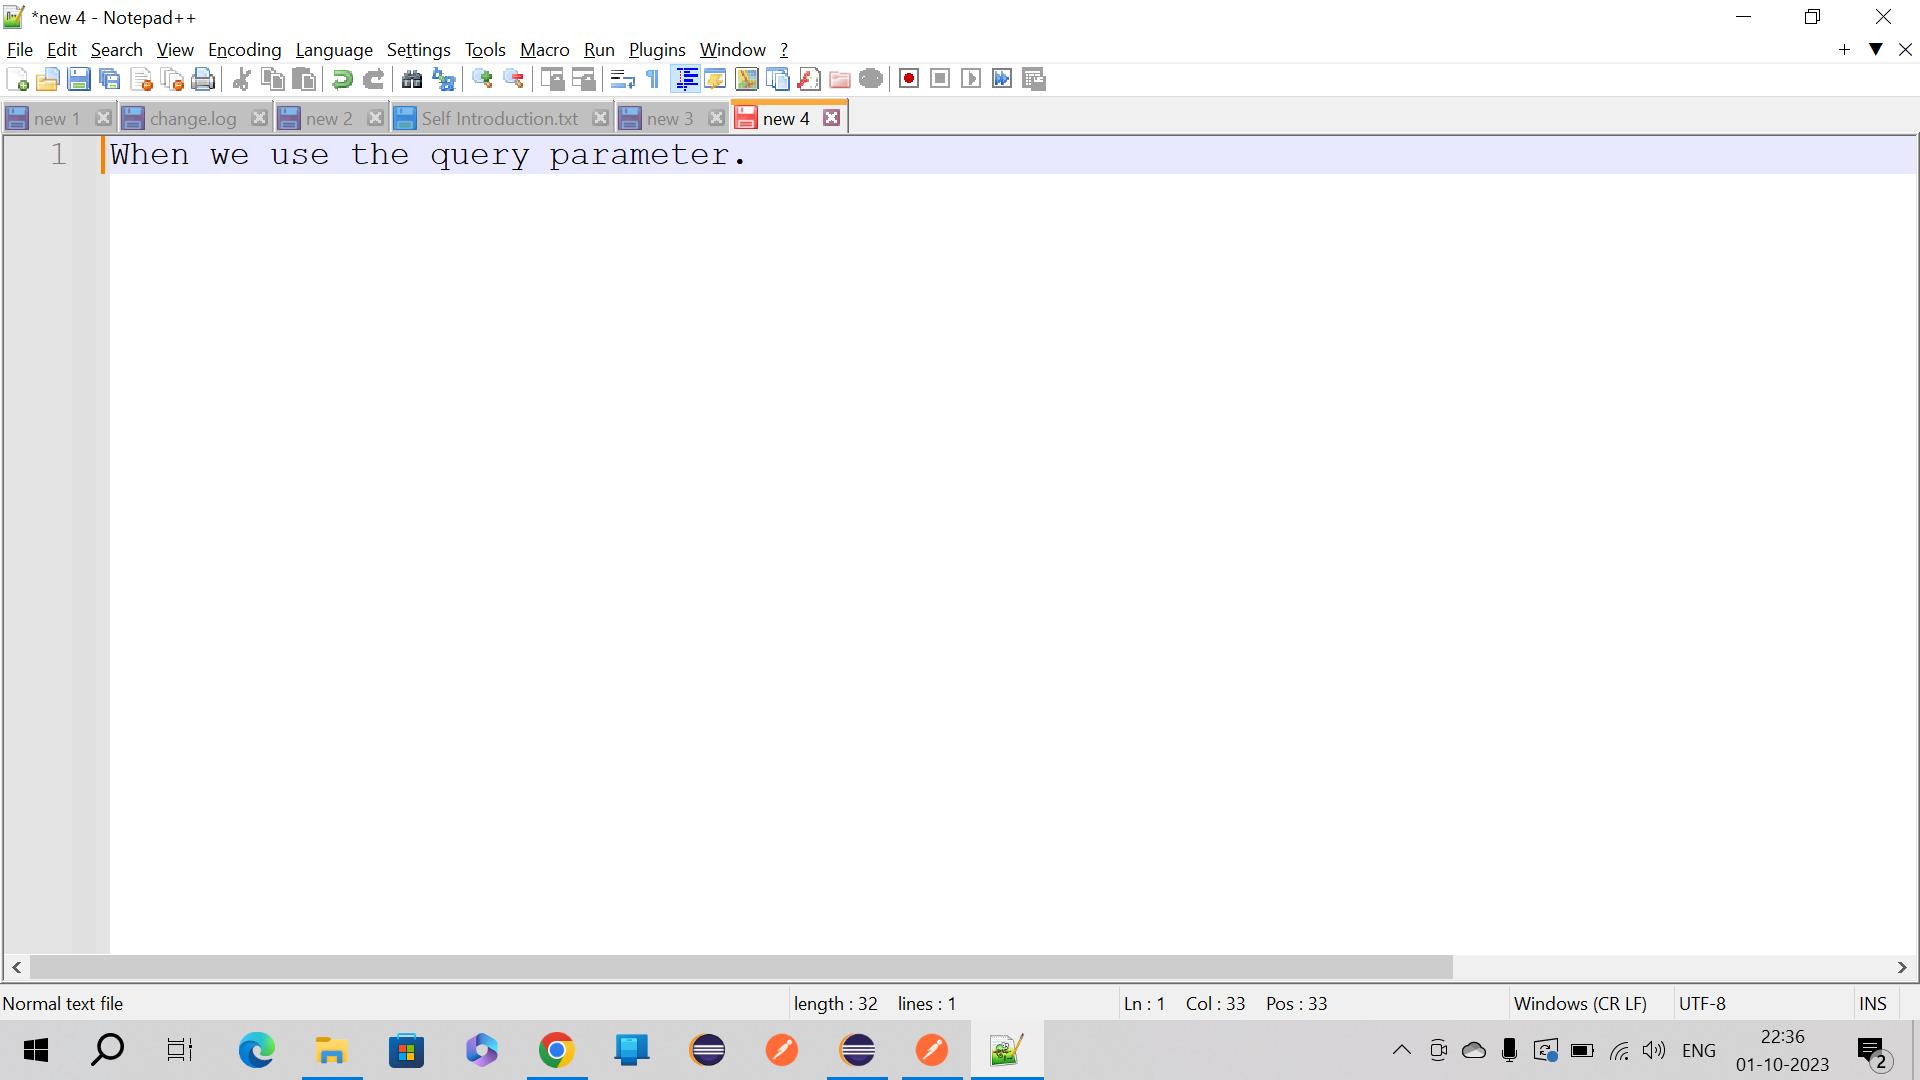 *new 4 - Notepad++
File Edit Search View Encoding Language Settings Tools Macro Run Plugins Window ?
new 1 change.log new 2 Self Introduction.txt new 3 new 4
1 When we use the query parameter.
Normal text file length : 32 lines : 1 Ln : 1 Col : 33 Pos : 33 Windows (CR LF) UTF-8 INS
ENG 22:36
01-10-2023 2